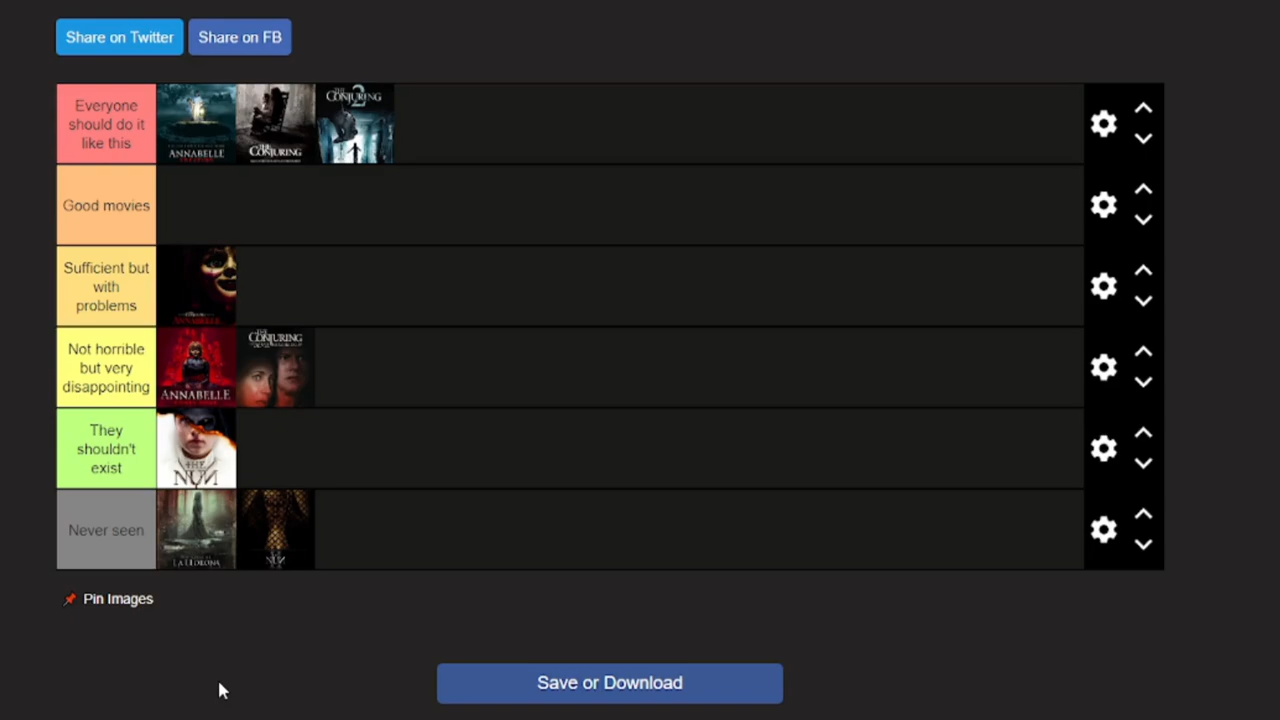 Share on Twitter
Share on FB
Everyone
should do it
like this
ANNABELLE
THE
CONJURING
THE
CONJURING
2
Good movies
Sufficient but
with
problems
ANNABELLE
Not horrible
but very
disappointing
ANNABELLE
THE
CONJURING
They
shouldn't
exist
THE
NUN
Never seen
LA LLORONA
NUN
Pin Images
Save or Download